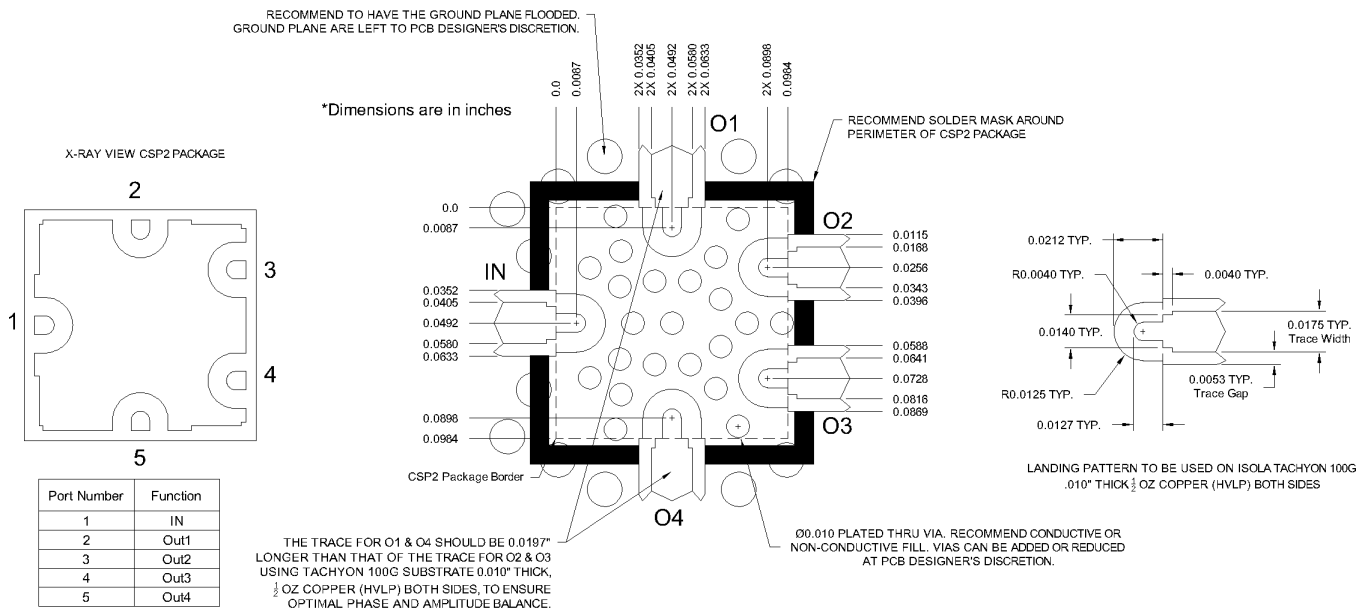 RECOMMEND TO HAVE THE GROUND PLANE FLOODED.
GROUND PLANE ARE LEFT TO PCB DESIGNER'S DISCRETION.
*Dimensions are in inches
0.0
0.0087
2X 0.0352
2X 0.0405
2X 0.0492
2X 0.0580
2X 0.0633
2X 0.0898
0.0984
O1
RECOMMEND SOLDER MASK AROUND
PERIMETER OF CSP2 PACKAGE
X-RAY VIEW CSP2 PACKAGE
2
3
1
4
5
0.0
0.0087
IN
0.0352
0.0405
0.0492
0.0580
0.0633
0.0898
0.0984
CSP2 Package Border
O2
0.0115
0.0168
0.0256
0.0343
0.0396
0.0588
0.0641
0.0728
0.0816
0.0869
O3
O4
0.0212 TYP.
R0.0040 TYP.
0.0040 TYP.
0.0140 TYP.
0.0175 TYP.
Trace Width
R0.0125 TYP.
0.0053 TYP.
Trace Gap
0.0127 TYP.
LANDING PATTERN TO BE USED ON ISOLA TACHYON 100G
.010" THICK ½ OZ COPPER (HVLP) BOTH SIDES
Port Number Function
1 IN
2 Out1
3 Out2
4 Out3
5 Out4
THE TRACE FOR O1 & O4 SHOULD BE 0.0197"
LONGER THAN THAT OF THE TRACE FOR O2 & O3
USING TACHYON 100G SUBSTRATE 0.010" THICK,
½ OZ COPPER (HVLP) BOTH SIDES, TO ENSURE
OPTIMAL PHASE AND AMPLITUDE BALANCE.
Ø0.010 PLATED THRU VIA. RECOMMEND CONDUCTIVE OR
NON-CONDUCTIVE FILL. VIAS CAN BE ADDED OR REDUCED
AT PCB DESIGNER'S DISCRETION.